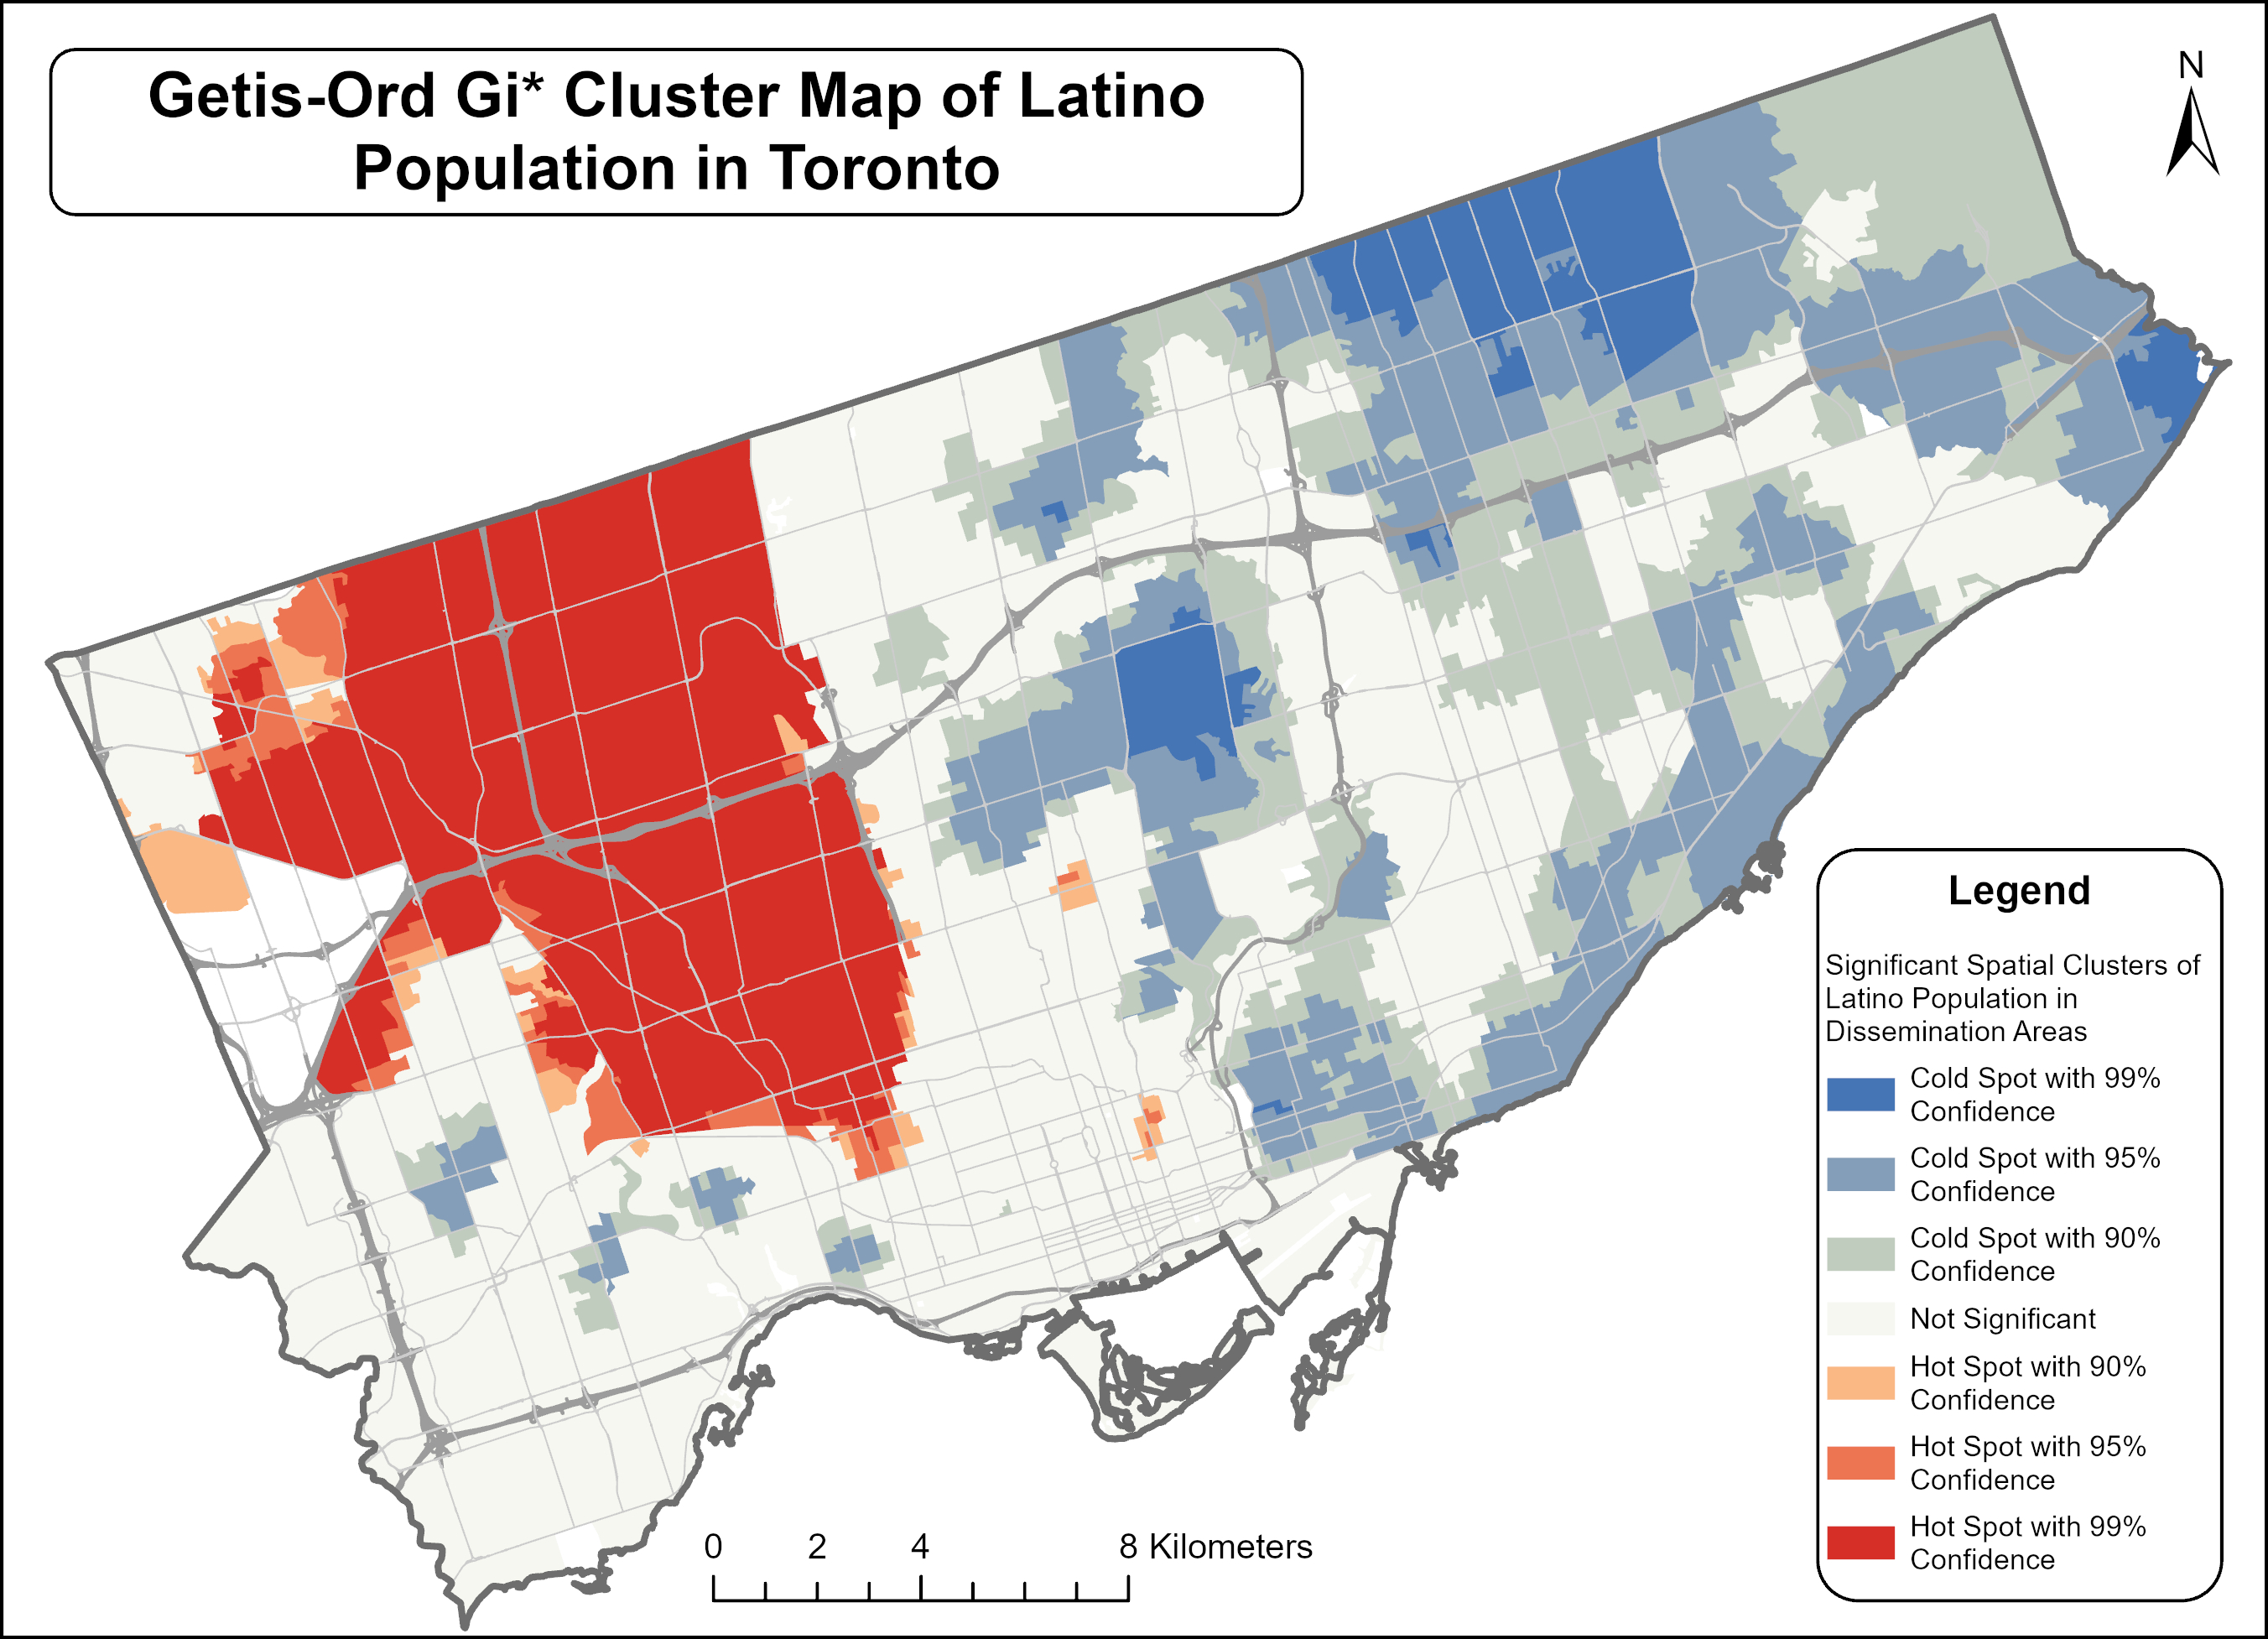 Getis-Ord Gi* Cluster Map of Latino
Population in Toronto
N
Legend
Significant Spatial Clusters of
Latino Population in
Dissemination Areas
Cold Spot with 99%
Confidence
Cold Spot with 95%
Confidence
Cold Spot with 90%
Confidence
Not Significant
Hot Spot with 90%
Confidence
Hot Spot with 95%
Confidence
Hot Spot with 99%
Confidence
0 2 4 8 Kilometers